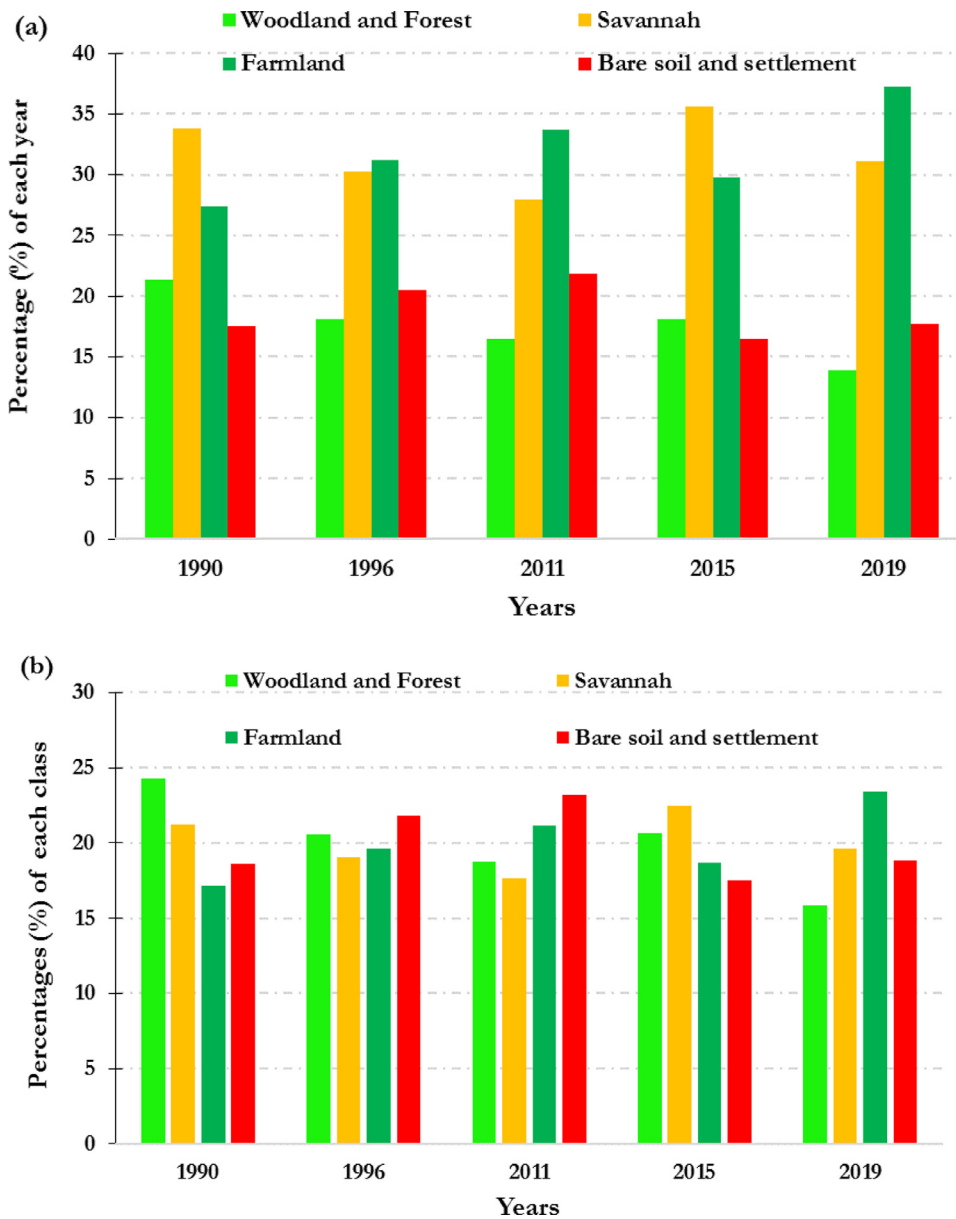 (a)
Woodland and Forest Savannah
Farmland Bare soil and settlement
Percentage (%) of each year
40
35
30
25
20
15
10
5
0
1990 1996 2011 2015 2019
Years
(b)
Woodland and Forest Savannah
Farmland Bare soil and settlement
Percentages (%) of each class
30
25
20
15
10
5
0
1990 1996 2011 2015 2019
Years